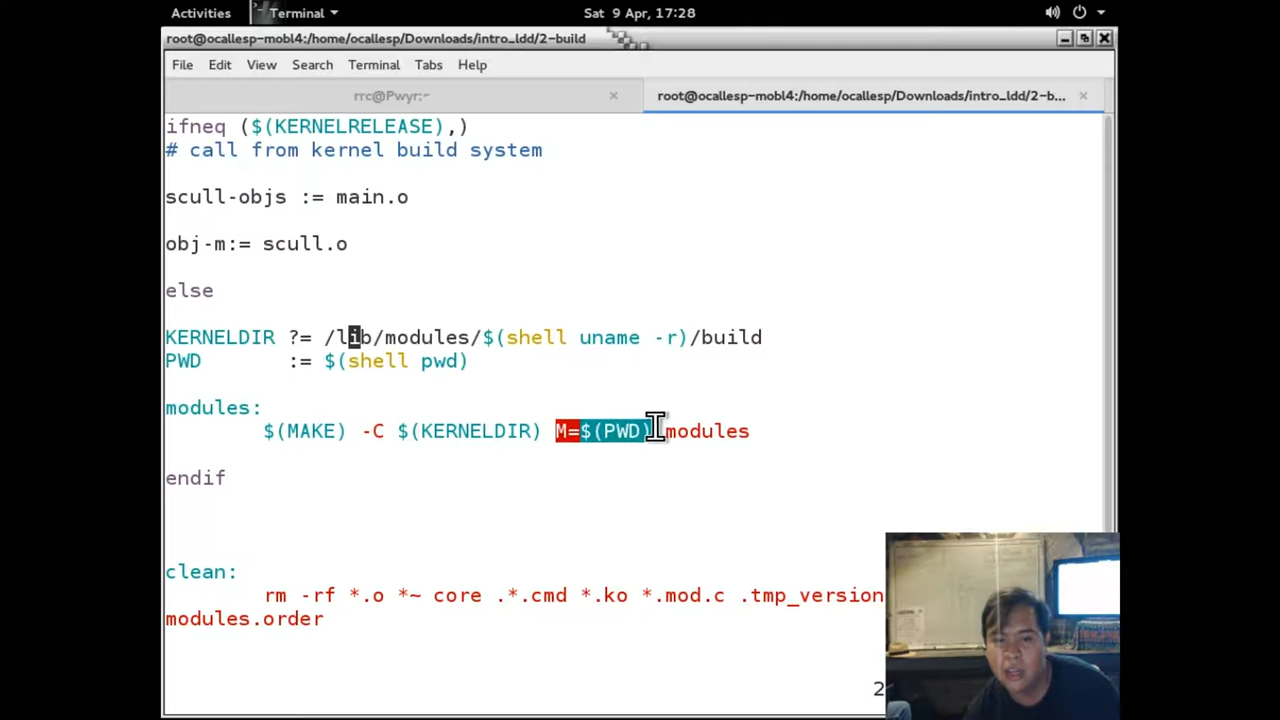 Activities Terminal Sat 9 Apr, 17:28
root@ocallesp-mobl4:/home/ocallesp/Downloads/intro_ldd/2-build
File Edit View Search Terminal Tabs Help
rrc@Pwyr:~ root@ocallesp-mobl4:/home/ocallesp/Downloads/intro_ldd/2-b...
ifneq ($(KERNELRELEASE),)
# call from kernel build system
scull-objs := main.o
obj-m:= scull.o
else
KERNELDIR ?= /lib/modules/$(shell uname -r)/build
PWD := $(shell pwd)
modules:
$(MAKE) -C $(KERNELDIR) M=$(PWD) modules
endif
clean:
rm -rf *.o *~ core .*.cmd *.ko *.mod.c .tmp_version
modules.order
2